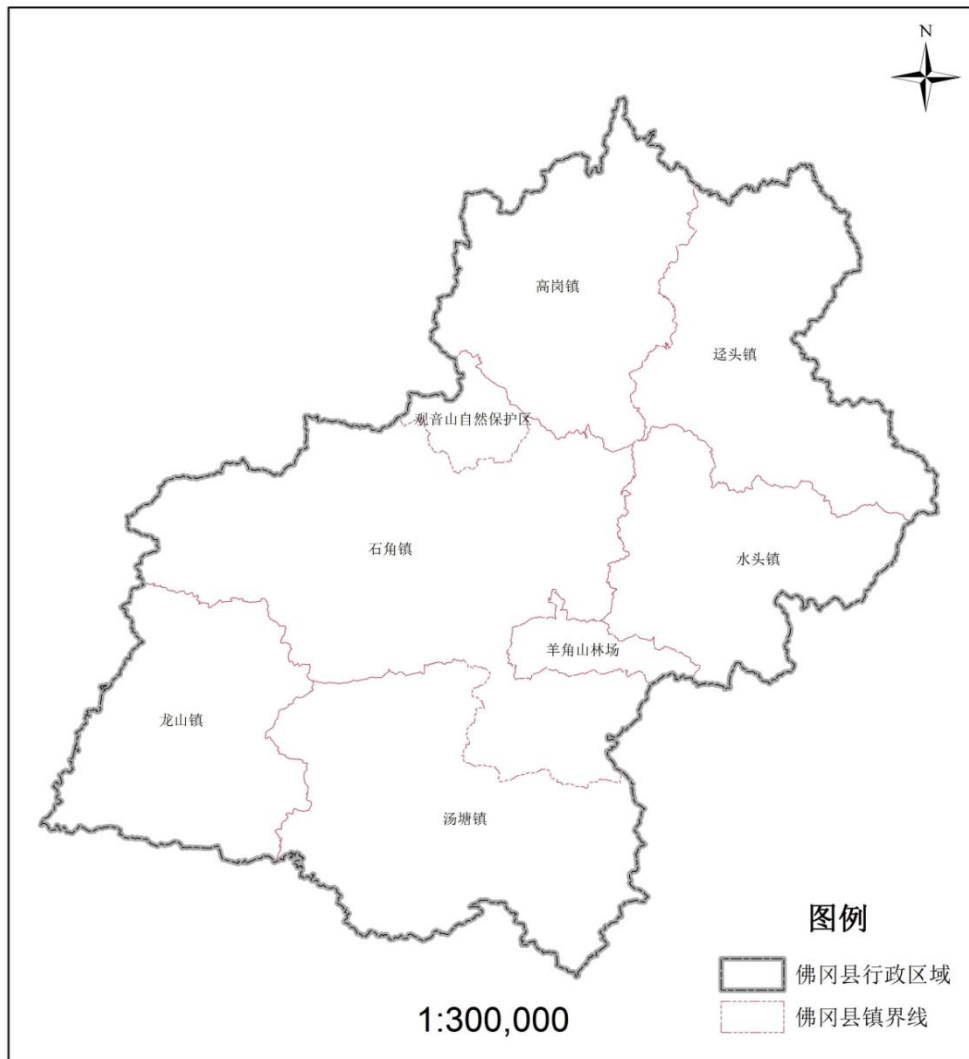 N
高岗镇
迳头镇
观音山自然保护区
石角镇
水头镇
羊角山林场
龙山镇
汤塘镇
图例
佛冈县行政区域
佛冈县镇界线
1:300,000